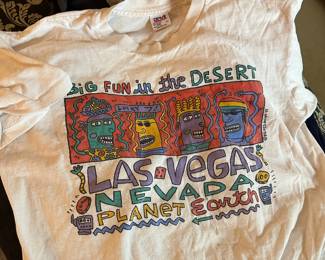 BIG FUN in the DESERT
LAS VEGAS
NEVADA
PLANET Earth